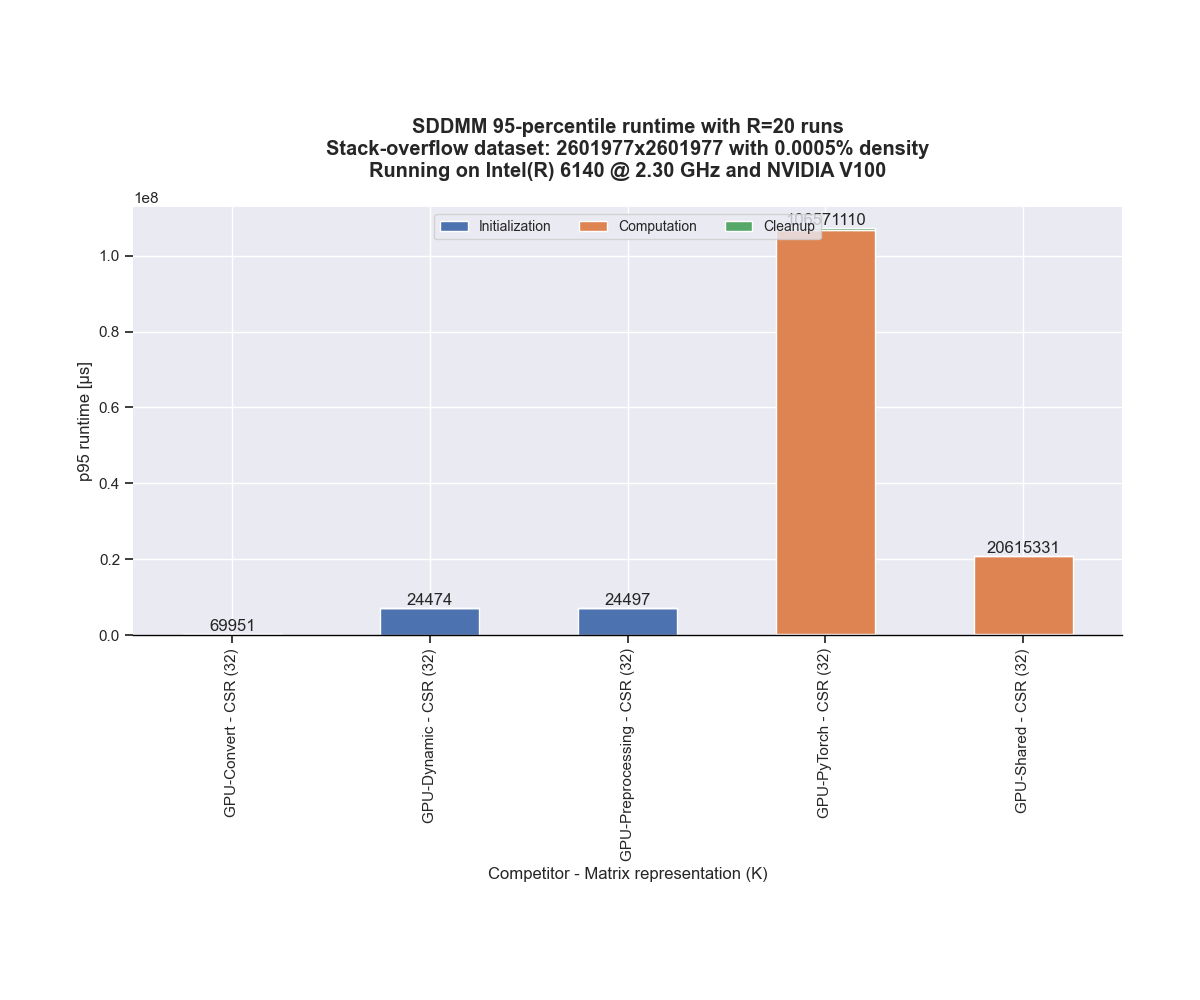 SDDMM 95-percentile runtime with R=20 runs
Stack-overflow dataset: 2601977x2601977 with 0.0005% density
Running on Intel(R) 6140 @ 2.30 GHz and NVIDIA V100
1e8
Initialization
Computation
Cleanup
106571110
1.0
0.8
0.6
0.4
0.2
0.0
p95 runtime [μs]
69951
24474
24497
20615331
GPU-Convert - CSR (32)
GPU-Dynamic - CSR (32)
GPU-Preprocessing - CSR (32)
GPU-PyTorch - CSR (32)
GPU-Shared - CSR (32)
Competitor - Matrix representation (K)